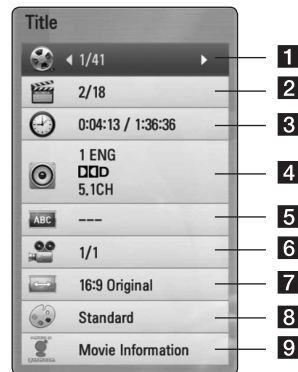 Title
1/41
1
2/18
2
0:04:13 / 1:36:36
3
1 ENG
DD D
5.1CH
4
ABC
---
5
1/1
6
16:9 Original
7
Standard
8
Movie Information
9